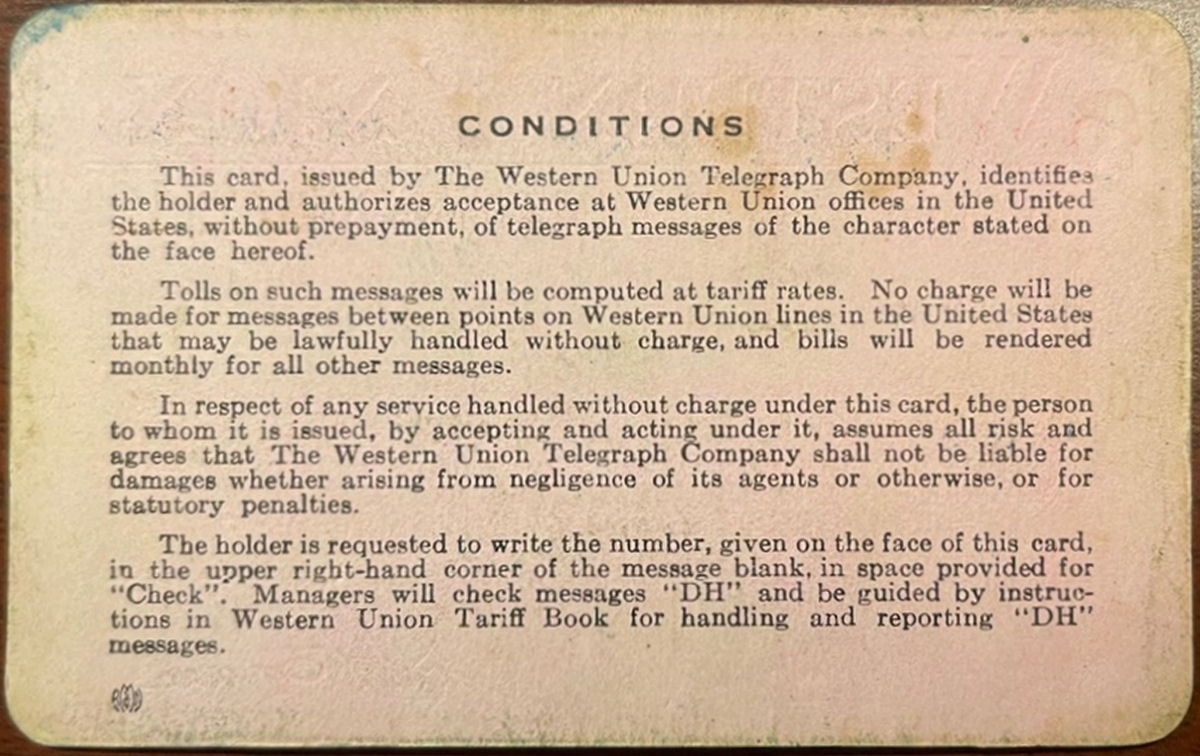 CONDITIONS
This card, issued by The Western Union Telegraph Company, identifies
the holder and authorizes acceptance at Western Union offices in the United
States, without prepayment, of telegraph messages of the character stated on
the face hereof.
Tolls on such messages will be computed at tariff rates. No charge will be
made for messages between points on Western Union lines in the United States
that may be lawfully handled without charge, and bills will be rendered
monthly for all other messages.
In respect of any service handled without charge under this card, the person
to whom it is issued, by accepting and acting under it, assumes all risk and
agrees that The Western Union Telegraph Company shall not be liable for
damages whether arising from negligence of its agents or otherwise, or for
statutory penalties.
The holder is requested to write the number, given on the face of this card,
in the upper right-hand corner of the message blank, in space provided for
“Check”. Managers will check messages “DH” and be guided by instruc-
tions in Western Union Tariff Book for handling and reporting “DH”
messages.